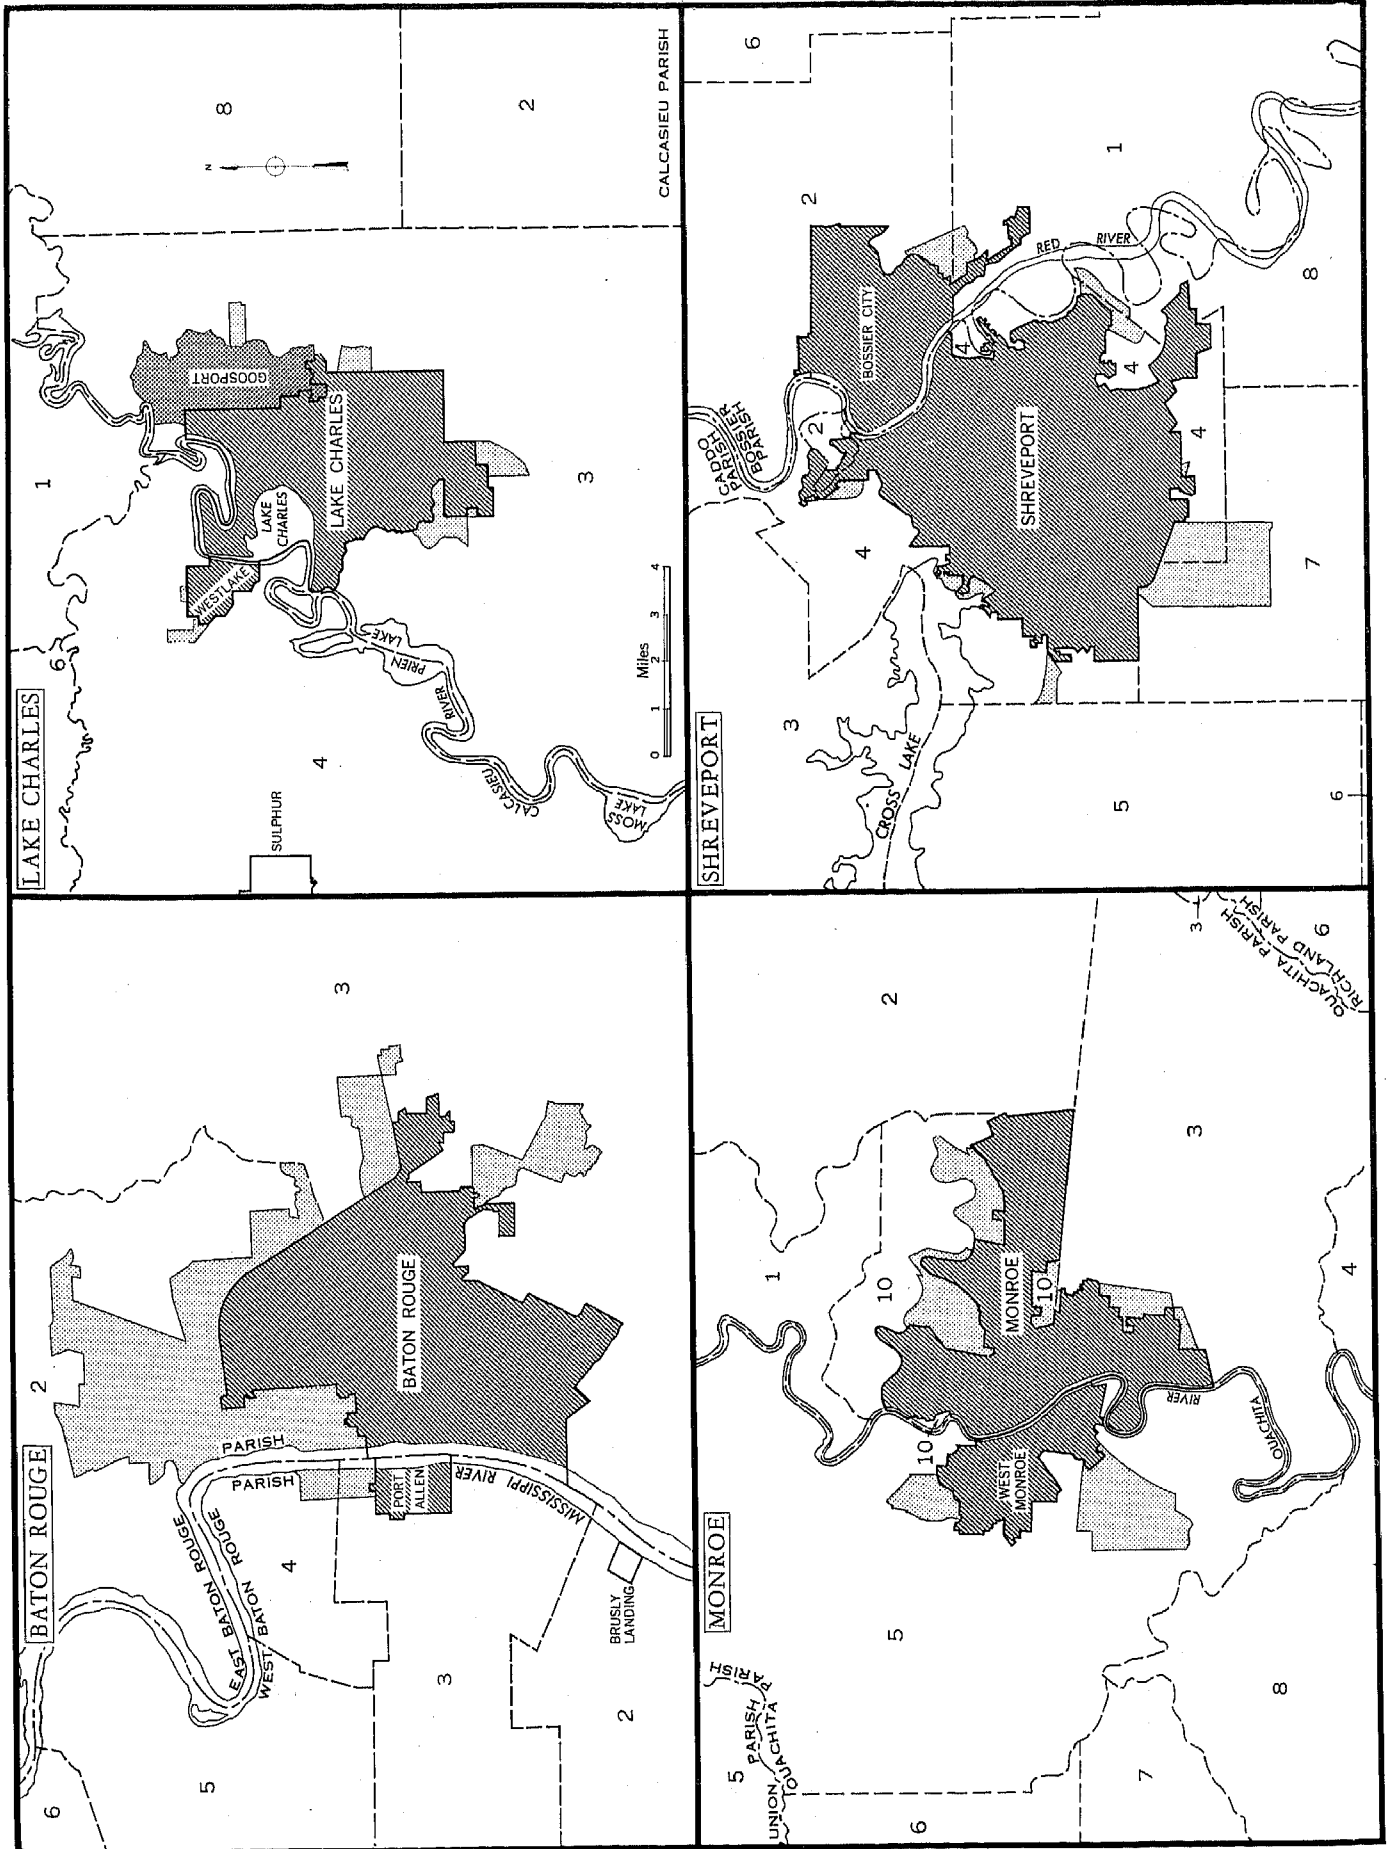 BATON ROUGE
2
3
EAST BATON ROUGE PARISH
WEST BATON ROUGE PARISH
BATON ROUGE
PORT
ALLEN
MISSISSIPPI RIVER
4
6
5
3
2
BRUSLY
LANDING
LAKE CHARLES
6
1
8
N
GOOSPORT
WESTLAKE
LAKE
CHARLES
LAKE CHARLES
SULPHUR
4
PRIEN
LAKE
3
2
CALCASIEU RIVER
MOSS
LAKE
Miles
0 1 2 3 4
CALCASIEU PARISH
MONROE
UNION PARISH
OUACHITA PARISH
5
1
2
10
10
MONROE
10
WEST
MONROE
5
6
3
OUACHITA RIVER
4
7
8
3
OUACHITA PARISH
RICHLAND PARISH
6
SHREVEPORT
CADDO
PARISH
BOSSIER
PARISH
6
2
2
BOSSIER CITY
3
4
4
CROSS LAKE
SHREVEPORT
RED RIVER
1
4
4
5
7
8
6